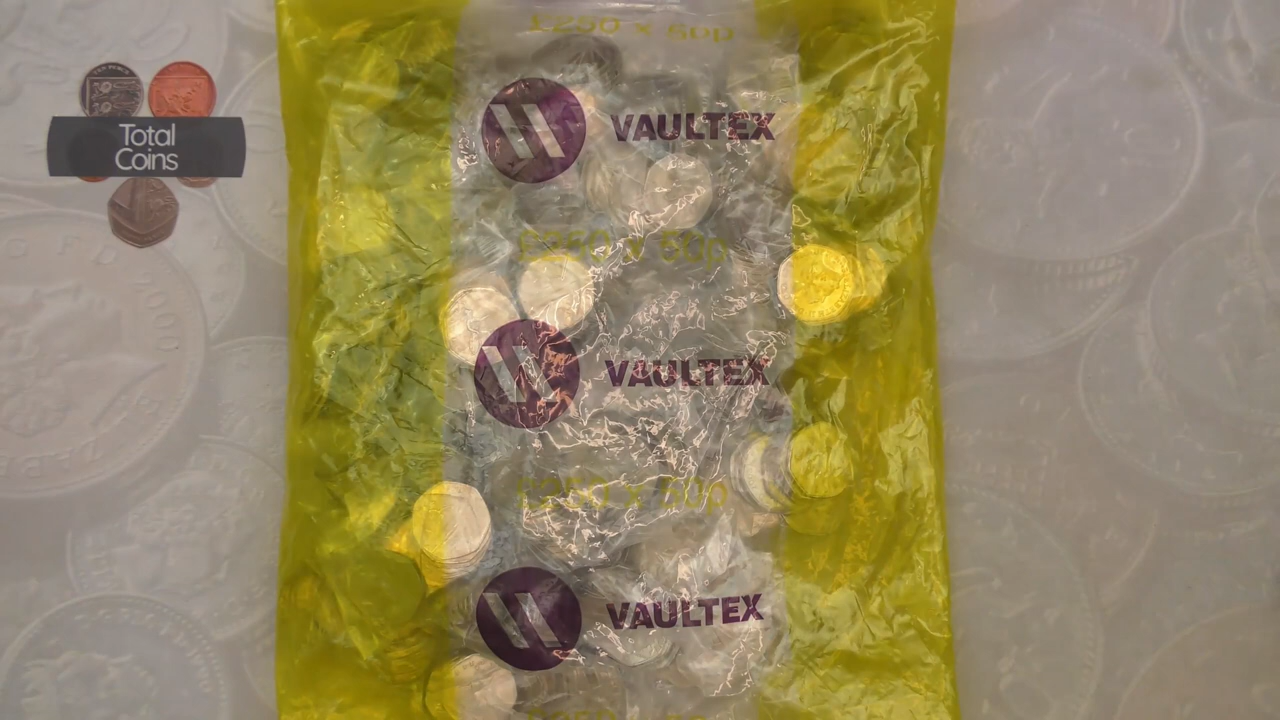 £250 x 50p
VAULTEX
Total
Coins
£250 x 50p
VAULTEX
£250 x 50p
VAULTEX